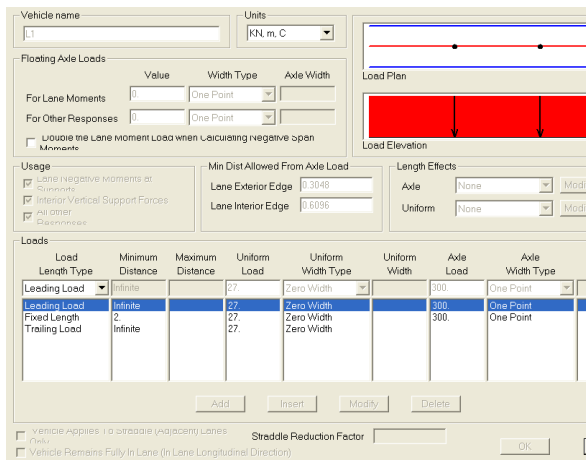 Vehicle name
L1
Units
KN, m, C
Load Plan
Floating Axle Loads
Value Width Type Axle Width
For Lane Moments 0. One Point
For Other Responses 0. One Point
Double the Lane Moment Load when Calculating Negative Span
Moments
Load Elevation
Usage
Lane Negative Moments at
Supports
Interior Vertical Support Forces
All other
Responses
Min Dist Allowed From Axle Load
Lane Exterior Edge 0.3048
Lane Interior Edge 0.6096
Length Effects
Axle None Modi
Uniform None Modi
Loads
Load Minimum Maximum Uniform Uniform Uniform Axle Axle
Length Type Distance Distance Load Width Type Width Load Width Type
Leading Load Infinite 27. Zero Width 300. One Point
Leading Load Infinite 27. Zero Width 300. One Point
Fixed Length 2. 27. Zero Width 300. One Point
Trailing Load Infinite 27. Zero Width
Add Insert Modify Delete
Vehicle Applies To Straddle (Adjacent) Lanes
Only
Straddle Reduction Factor
Vehicle Remains Fully In Lane (In Lane Longitudinal Direction)
OK